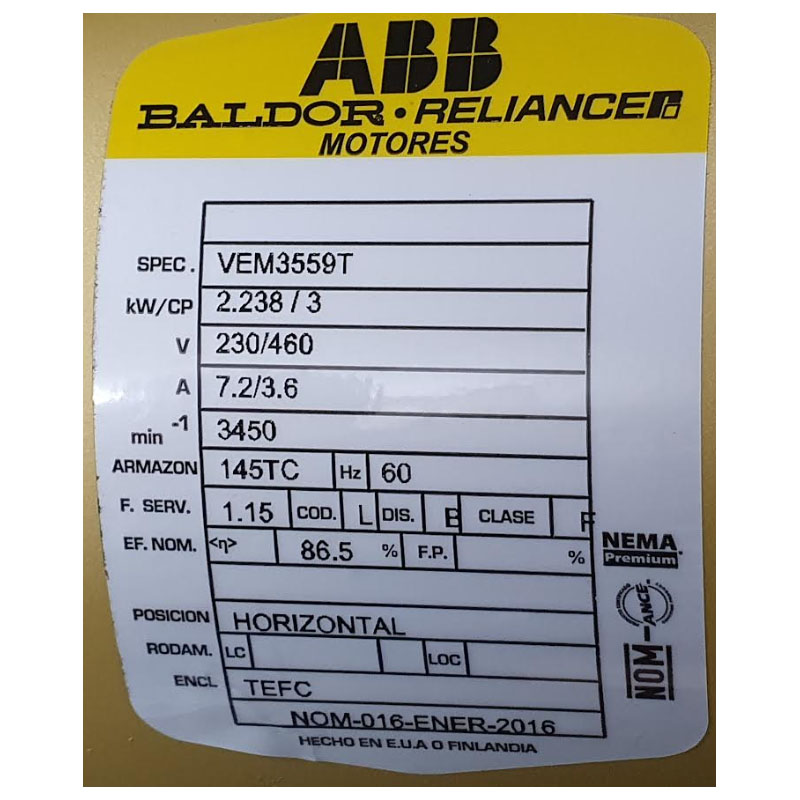 ABB
BALDOR • RELIANCE
MOTORES
SPEC. VEM3559T
kW/CP 2.238 / 3
V 230/460
A 7.2/3.6
min -1 3450
ARMAZON 145TC Hz 60
F. SERV. 1.15 COD. L DIS. B CLASE F
EF. NOM. <η> 86.5 % F.P. %
NEMA
Premium
POSICION HORIZONTAL
RODAM. LC LOC
ENCL TEFC
NOM-ANCE
NOM-016-ENER-2016
HECHO EN E.U.A O FINLANDIA